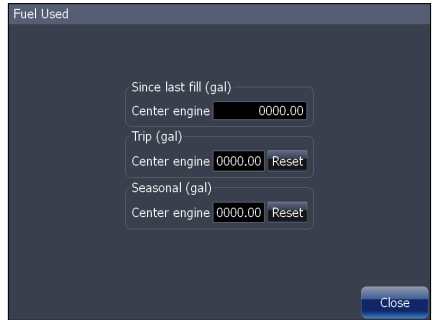 Fuel Used
Since last fill (gal)
Center engine 0000.00
Trip (gal)
Center engine 0000.00 Reset
Seasonal (gal)
Center engine 0000.00 Reset
Close